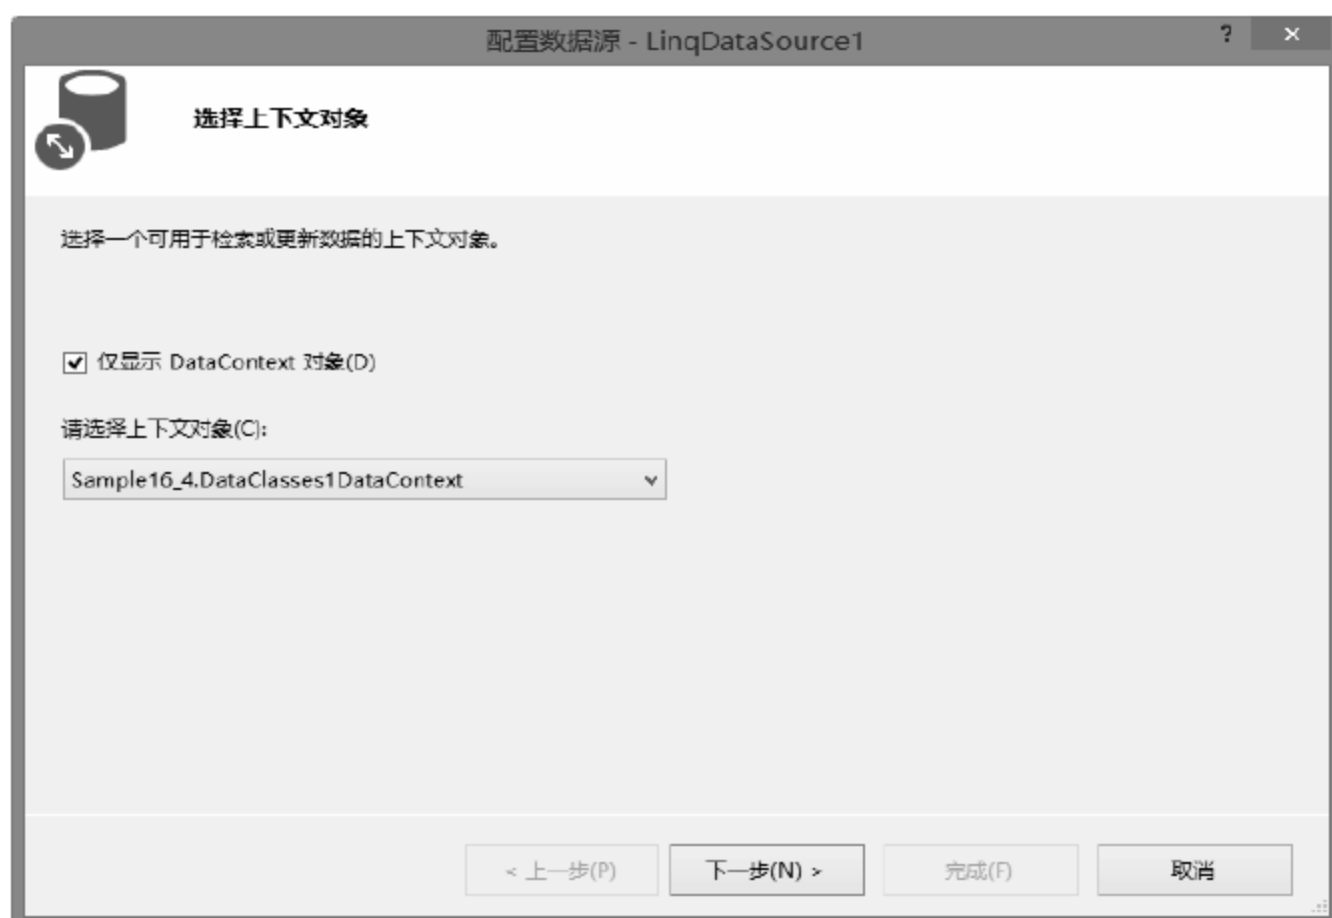 配置数据源 - LinqDataSource1
? ×
选择上下文对象
选择一个可用于检索或更新数据的上下文对象。
仅显示 DataContext 对象(D)
请选择上下文对象(C):
Sample16_4.DataClasses1DataContext
< 上一步(P) 下一步(N) > 完成(F) 取消